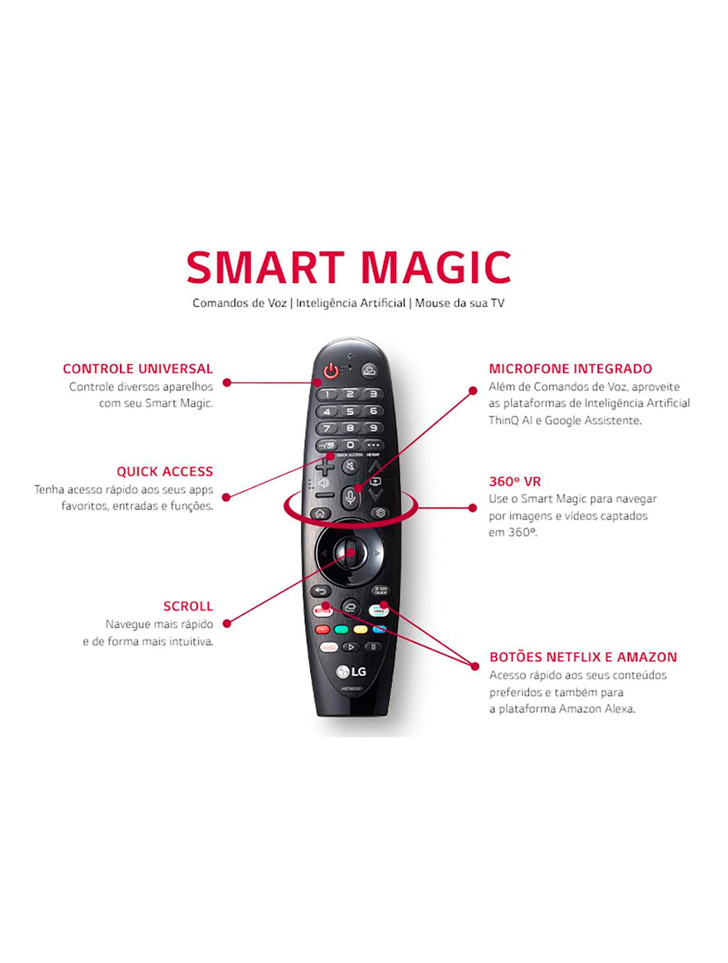 SMART MAGIC
Comandos de Voz | Inteligência Artificial | Mouse da sua TV
CONTROLE UNIVERSAL
Controle diversos aparelhos
com seu Smart Magic.
QUICK ACCESS
Tenha acesso rápido aos seus apps
favoritos, entradas e funções.
SCROLL
Navegue mais rápido
e de forma mais intuitiva.
MICROFONE INTEGRADO
Além de Comandos de Voz, aproveite
as plataformas de Inteligência Artificial
ThinQ AI e Google Assistente.
360º VR
Use o Smart Magic para navegar
por imagens e vídeos captados
em 360º.
BOTÕES NETFLIX E AMAZON
Acesso rápido aos seus conteúdos
preferidos e também para
a plataforma Amazon Alexa.
1 2 3
4 5 6
7 8 9
0
QUICK ACCESS
NETFLIX
LG